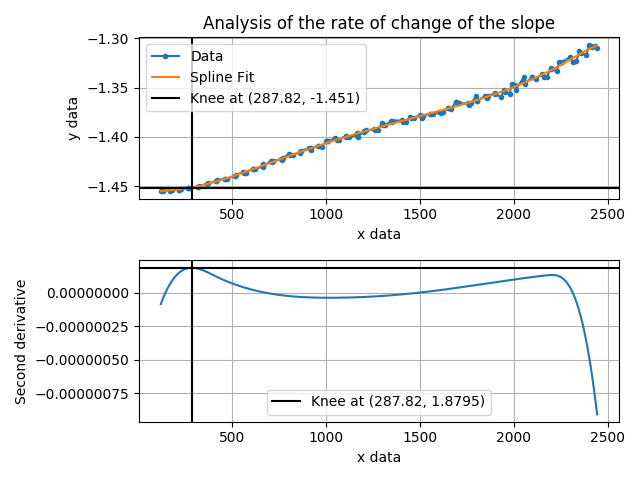 Analysis of the rate of change of the slope
−1.30
−1.35
−1.40
−1.45
y data
Data
Spline Fit
Knee at (287.82, -1.451)
500
1000
1500
2000
2500
x data
0.00000000
−0.00000025
−0.00000050
−0.00000075
Second derivative
Knee at (287.82, 1.8795)
500
1000
1500
2000
2500
x data